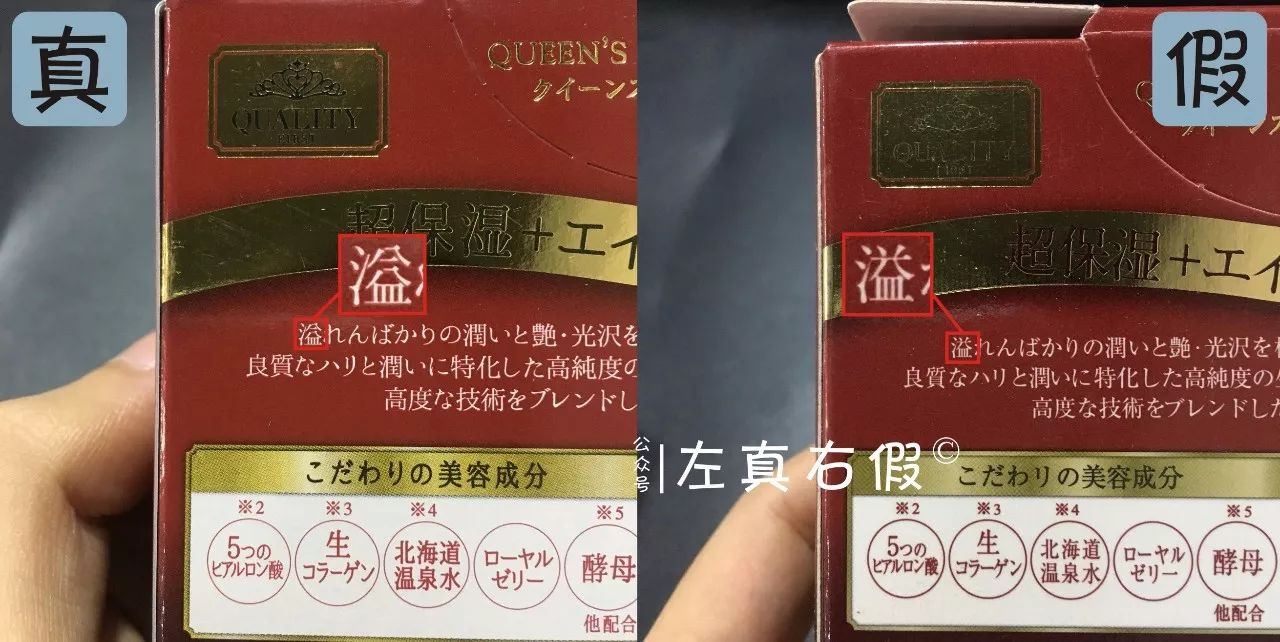 真
QUALITY
QUEEN'S
クイーンズ
超保湿+エイ
溢
溢れんばかりの潤いと艶・光沢を
良質なハリと潤いに特化した高純度の
高度な技術をブレンドし
こだわりの美容成分
※2
5つの
ヒアルロン酸
※3
生
コラーゲン
※4
北海道
温泉水
ローヤル
ゼリー
※5
酵母
他配合
假
QUALITY
超保湿+エイ
溢
溢れんばかりの潤いと艶・光沢を
良質なハリと潤いに特化した高純度の
高度な技術をブレンドした
こだわりの美容成分
※2
5つの
ヒアルロン酸
※3
生
コラーゲン
※4
北海道
温泉水
ローヤル
ゼリー
※5
酵母
他配合
公众号|左真右假©